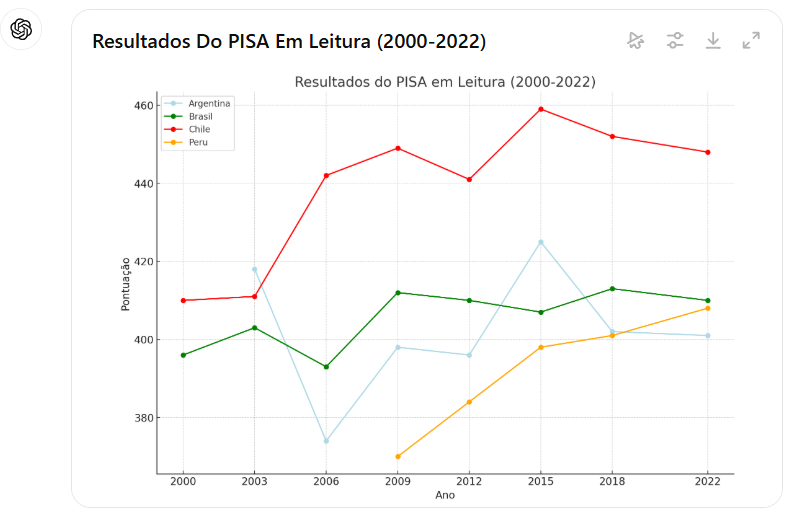 Resultados Do PISA Em Leitura (2000-2022)
Resultados do PISA em Leitura (2000-2022)
Argentina
Brasil
Chile
Peru
460
440
420
400
380
Pontuação
2000 2003 2006 2009 2012 2015 2018 2022
Ano